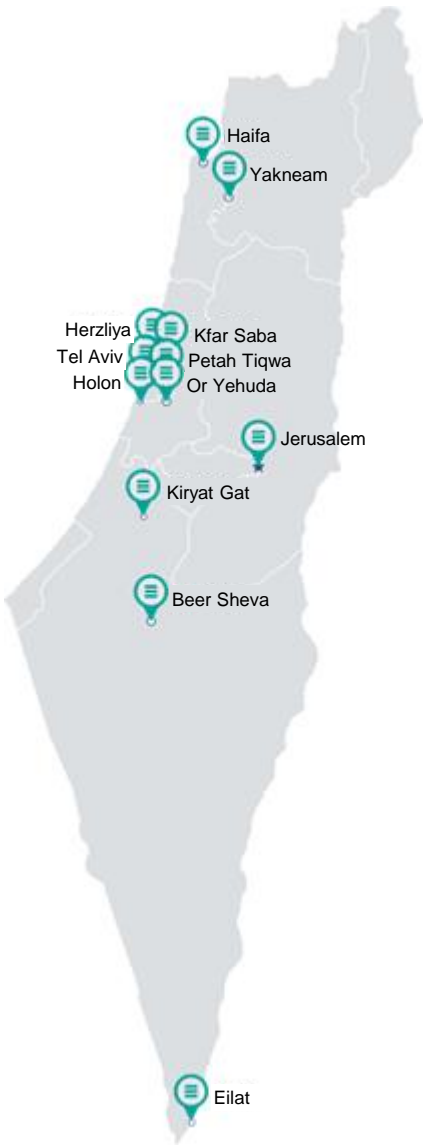 Haifa
Yakneam
Herzliya
Kfar Saba
Tel Aviv
Petah Tiqwa
Holon
Or Yehuda
Jerusalem
Kiryat Gat
Beer Sheva
Eilat